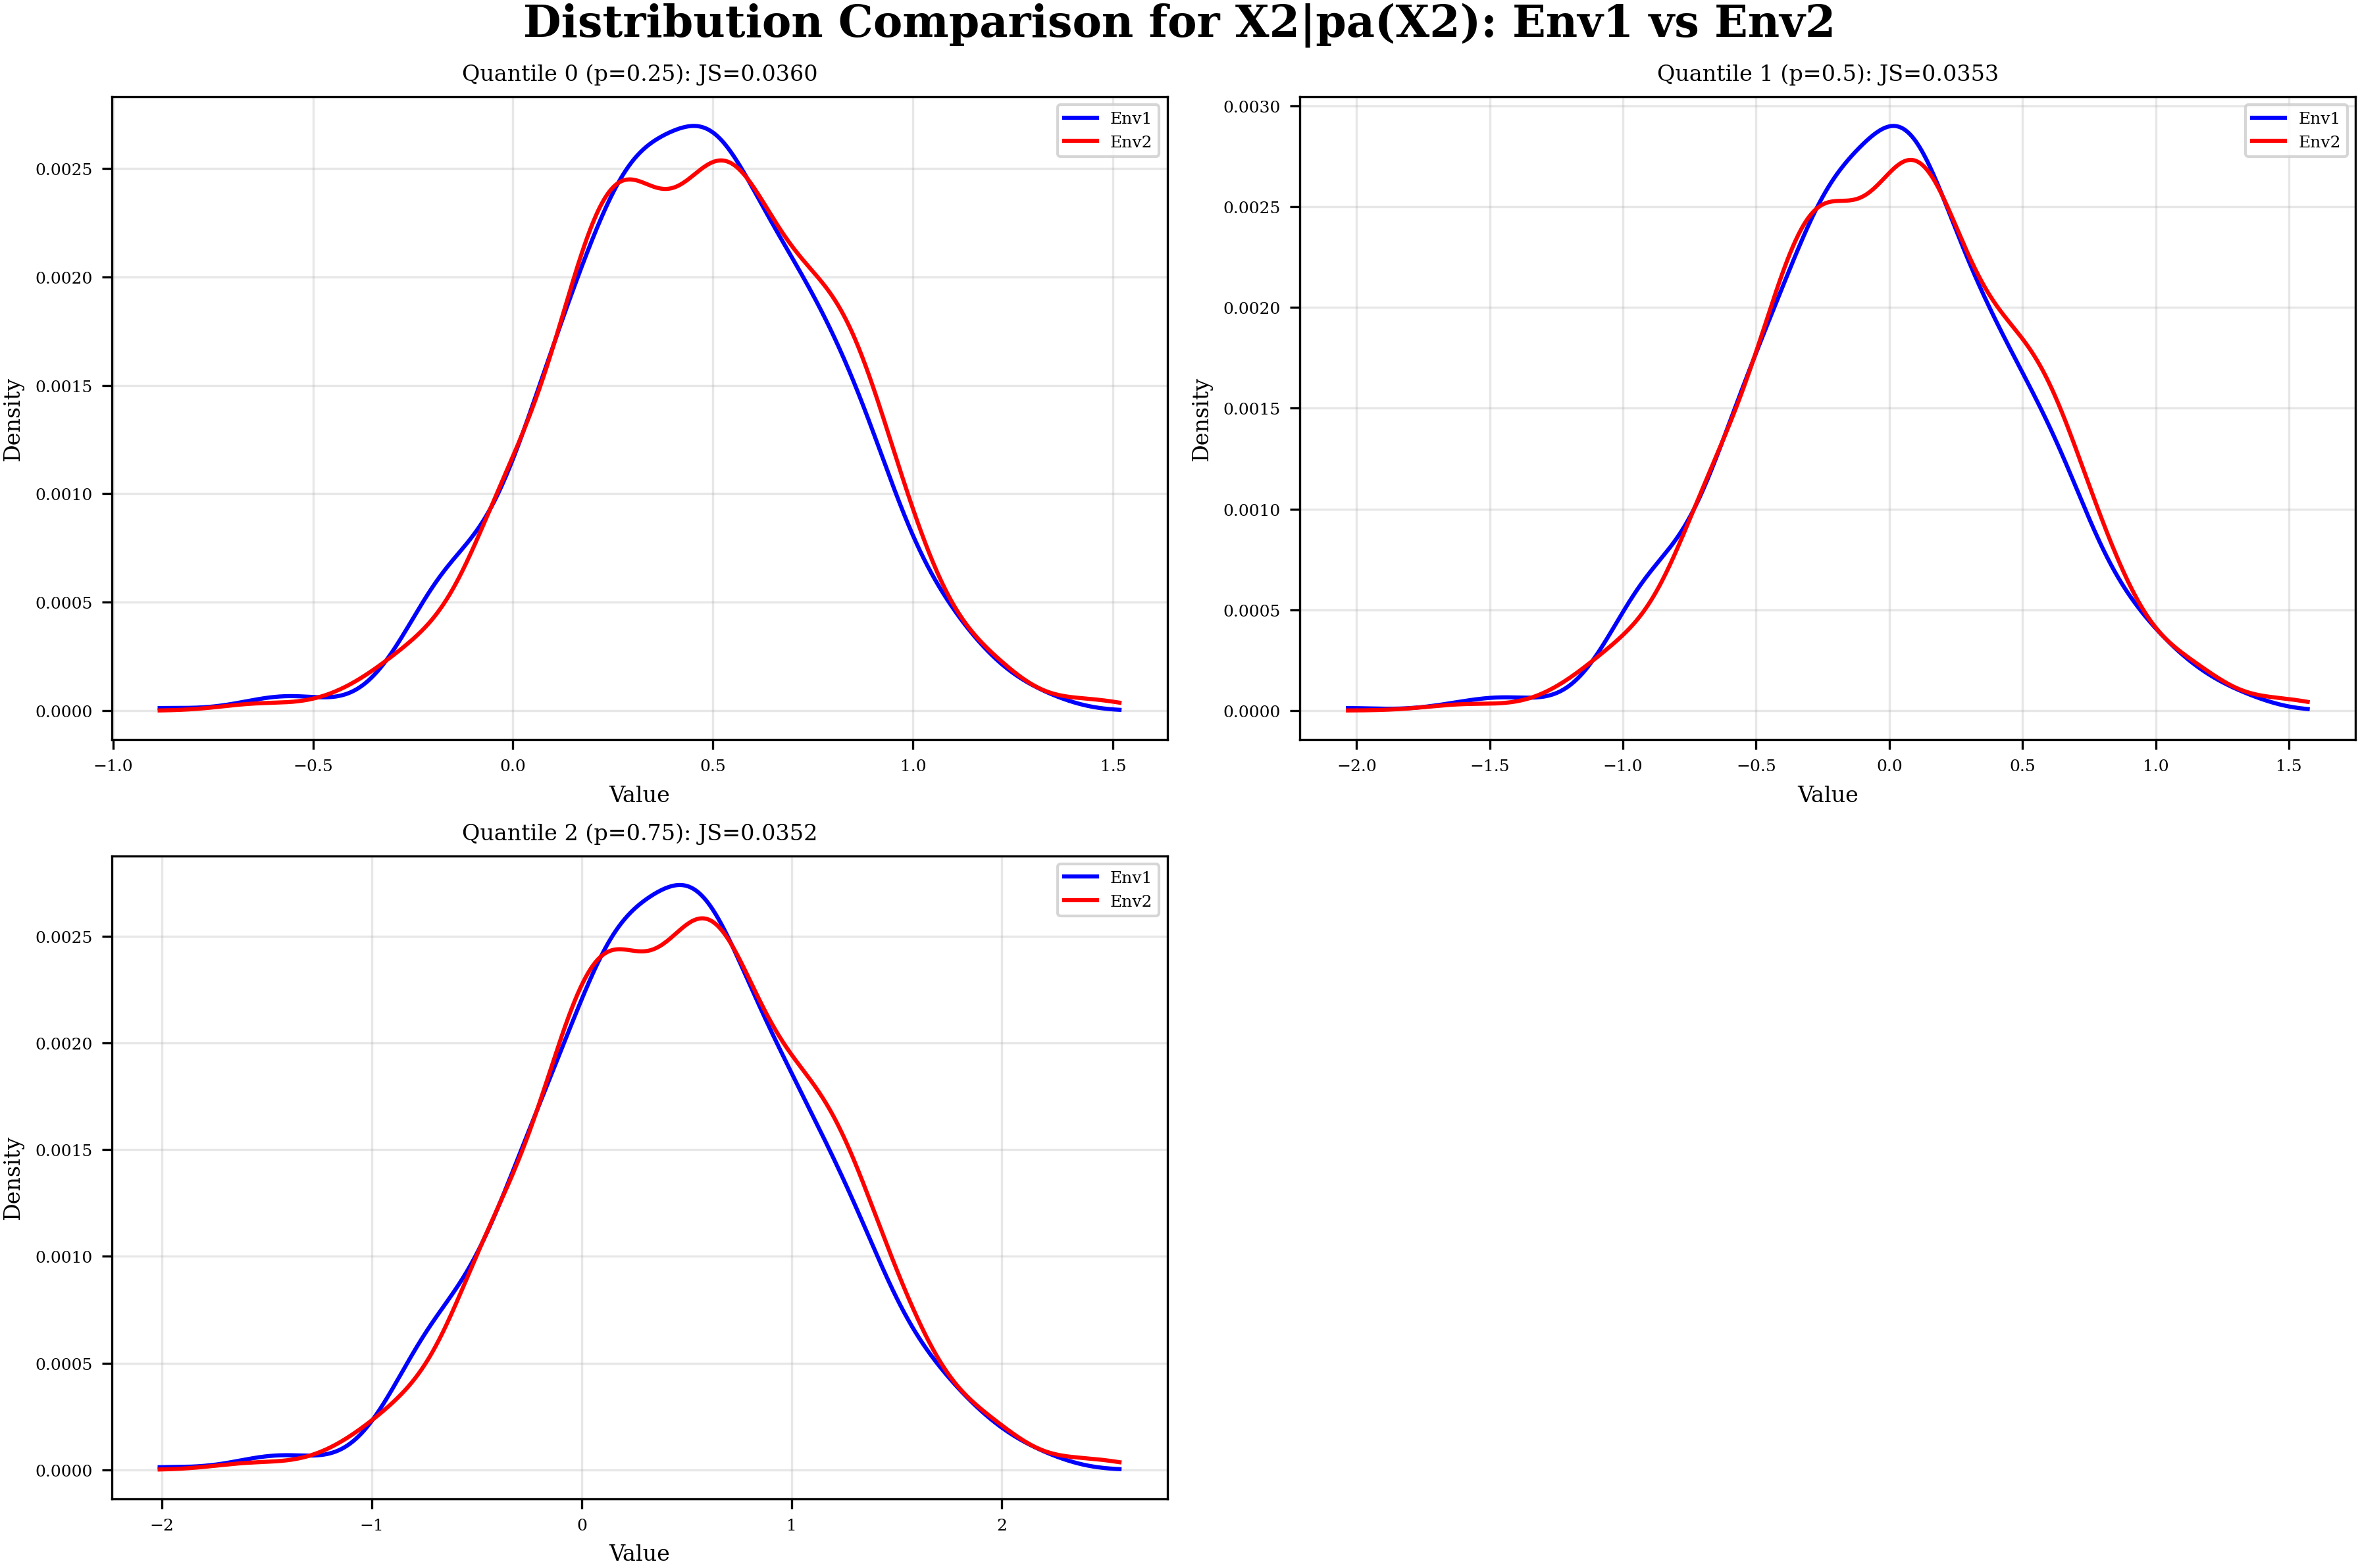 Distribution Comparison for X2|pa(X2): Env1 vs Env2
Quantile 0 (p=0.25): JS=0.0360
Env1
Env2
0.0025
0.0020
0.0015
0.0010
0.0005
0.0000
Density
−1.0 −0.5 0.0 0.5 1.0 1.5
Value
Quantile 1 (p=0.5): JS=0.0353
Env1
Env2
0.0030
0.0025
0.0020
0.0015
0.0010
0.0005
0.0000
Density
−2.0 −1.5 −1.0 −0.5 0.0 0.5 1.0 1.5
Value
Quantile 2 (p=0.75): JS=0.0352
Env1
Env2
0.0025
0.0020
0.0015
0.0010
0.0005
0.0000
Density
−2 −1 0 1 2
Value